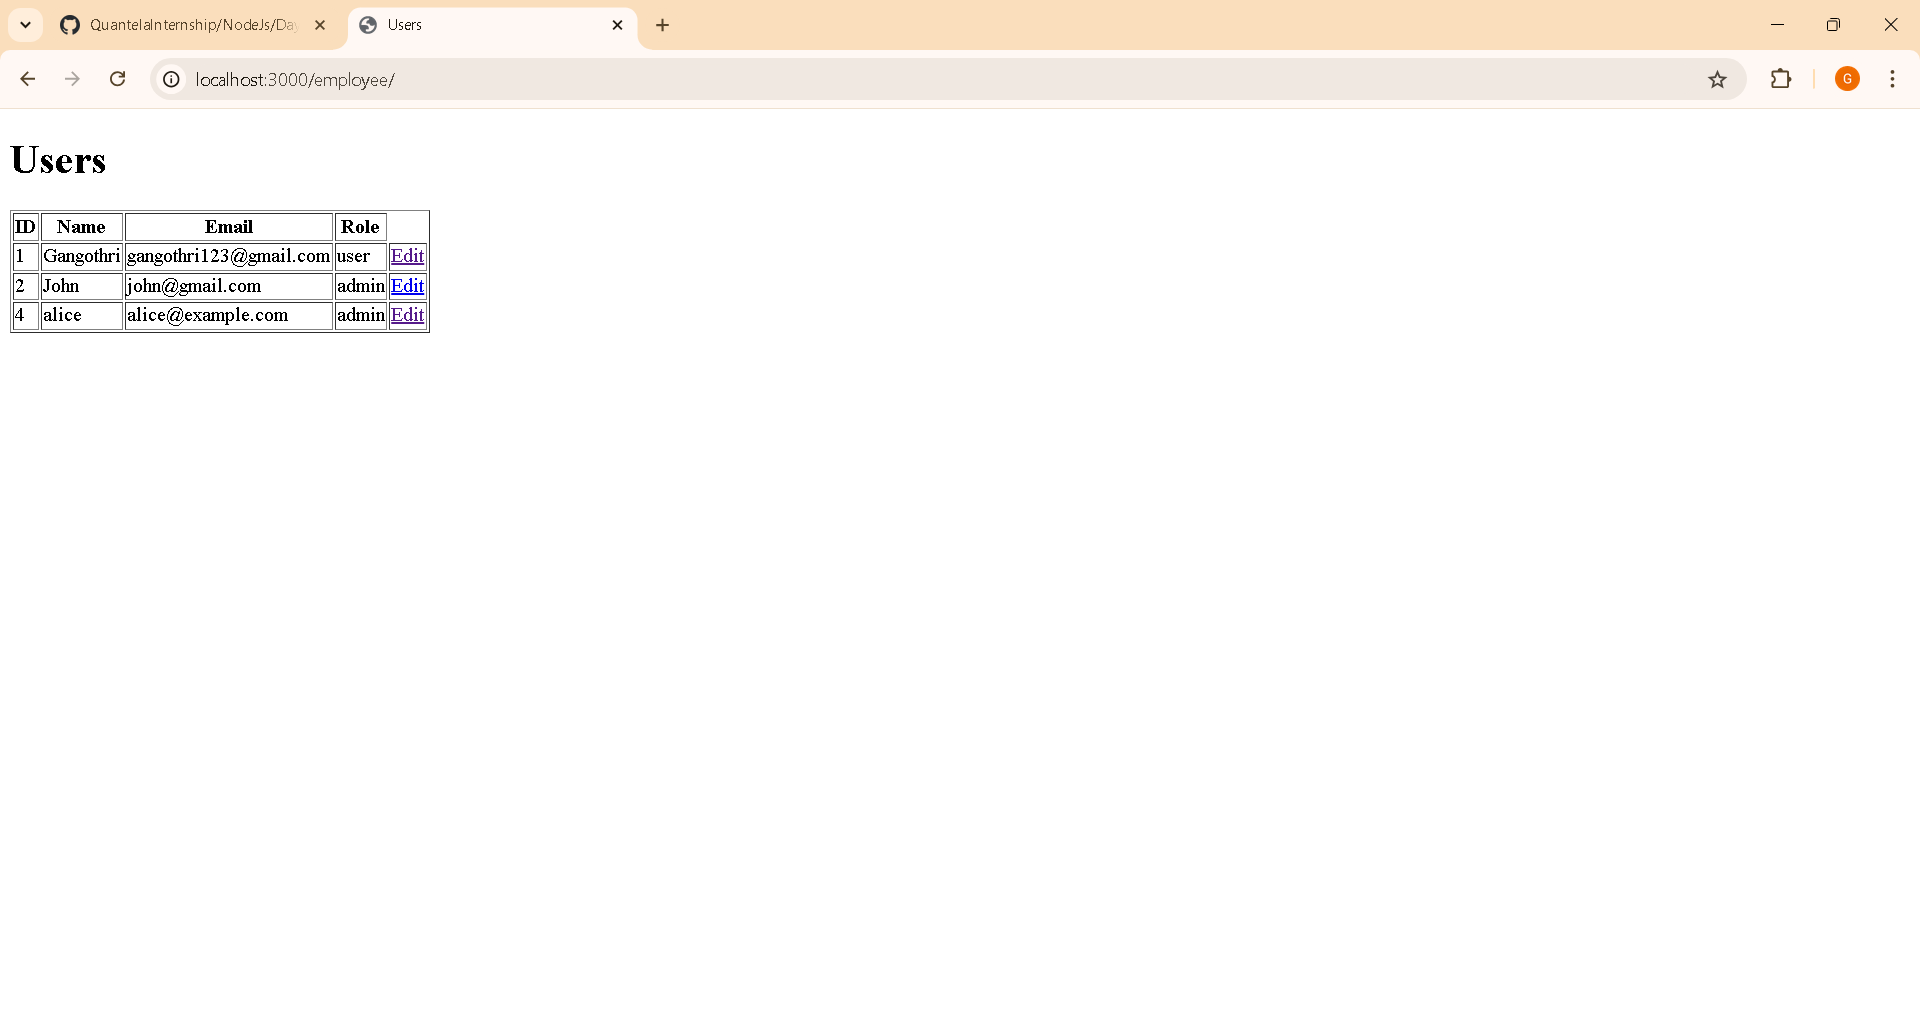 QuantelaInternship/NodeJs/Da
Users
localhost:3000/employee/
G
Users
ID Name Email Role
1 Gangothri gangothri123@gmail.com user Edit
2 John john@gmail.com admin Edit
4 alice alice@example.com admin Edit